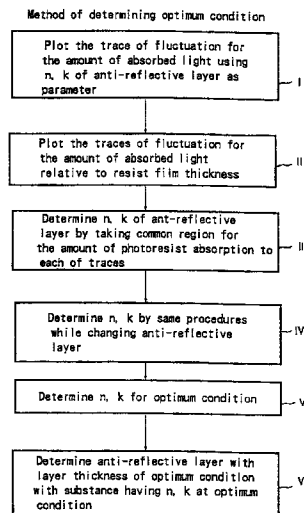 Method of determining optimum condition
Plot the trace of fluctuation for
the amount of absorbed light using
n, k of anti-reflective layer as
parameter
I
Plot the traces of fluctuation for
the amount of absorbed light
relative to resist film thickness
II
Determine n, k of ant-reflective
layer by taking common region for
the amount of photoresist absorption to
each of traces
II
Determine n, k by same procedures
while changing anti-reflective
layer
IV
Determine n, k for optimum condition
V
Determine anti-reflective layer with
layer thickness of optimum condition
with substance having n, k at optimum
condition
V